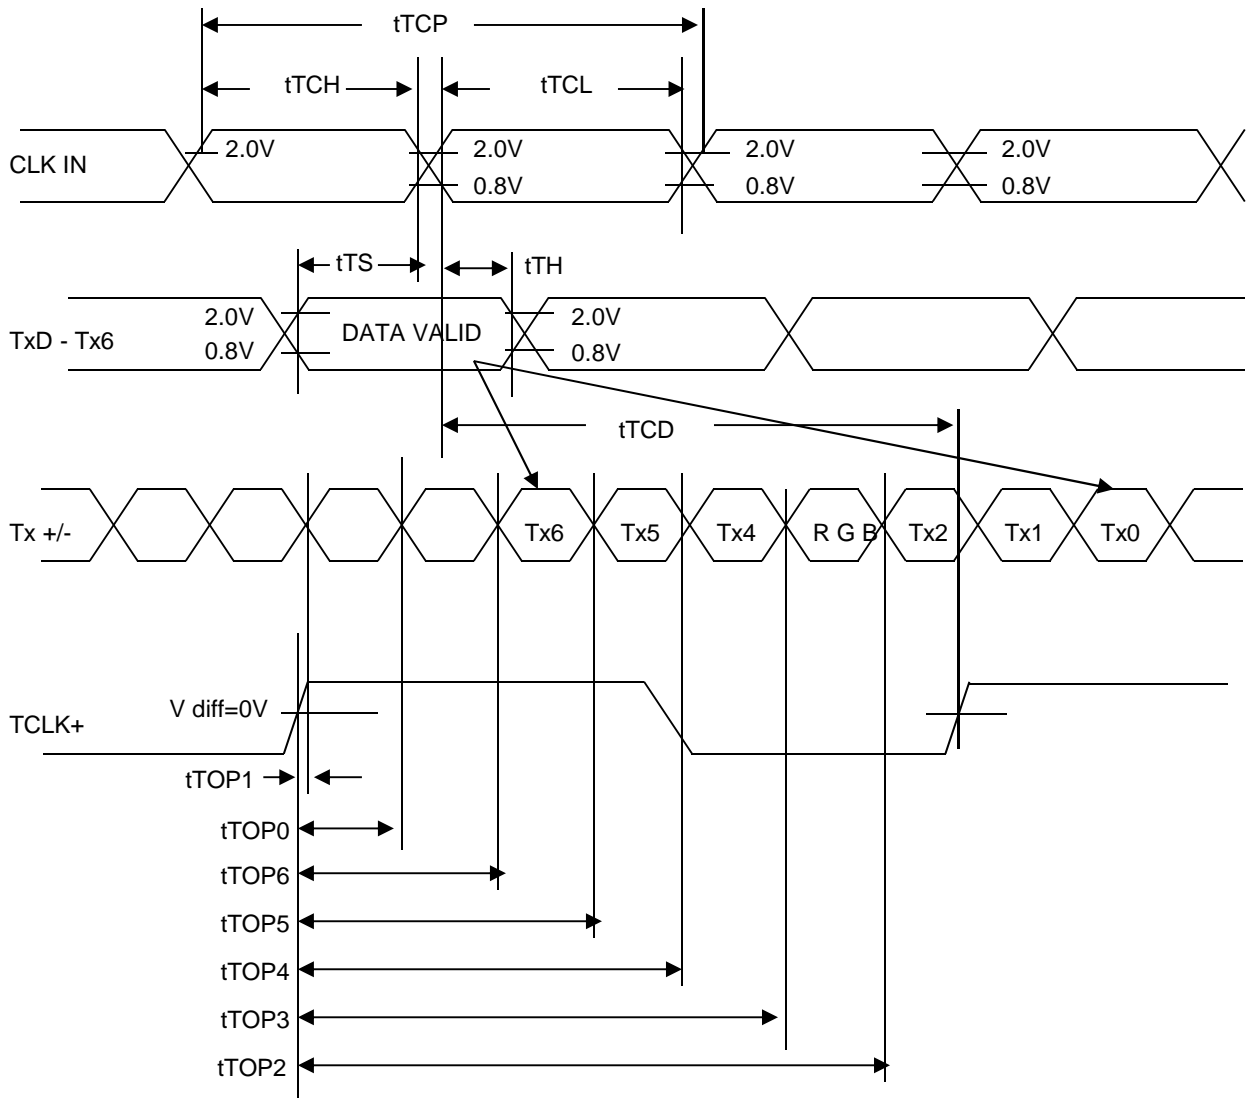 tTCP
tTCH tTCL
CLK IN 2.0V 2.0V 2.0V 2.0V
0.8V 0.8V 0.8V
tTS tTH
TxD - Tx6 2.0V DATA VALID 2.0V
0.8V 0.8V
tTCD
Tx +/- Tx6 Tx5 Tx4 R G B Tx2 Tx1 Tx0
V diff=0V
TCLK+
tTOP1
tTOP0
tTOP6
tTOP5
tTOP4
tTOP3
tTOP2